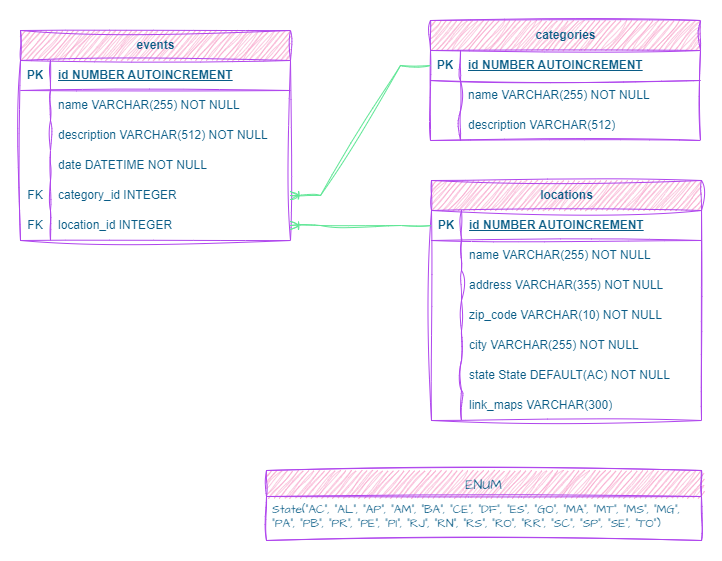 events
PK id NUMBER AUTOINCREMENT
name VARCHAR(255) NOT NULL
description VARCHAR(512) NOT NULL
date DATETIME NOT NULL
FK category_id INTEGER
FK location_id INTEGER
categories
PK id NUMBER AUTOINCREMENT
name VARCHAR(255) NOT NULL
description VARCHAR(512)
locations
PK id NUMBER AUTOINCREMENT
name VARCHAR(255) NOT NULL
address VARCHAR(355) NOT NULL
zip_code VARCHAR(10) NOT NULL
city VARCHAR(255) NOT NULL
state State DEFAULT(AC) NOT NULL
link_maps VARCHAR(300)
ENUM
State("AC", "AL", "AP", "AM", "BA", "CE", "DF", "ES", "GO", "MA", "MT", "MS", "MG",
"PA", "PB", "PR", "PE", "PI", "RJ", "RN", "RS", "RO", "RR", "SC", "SP", "SE", "TO")